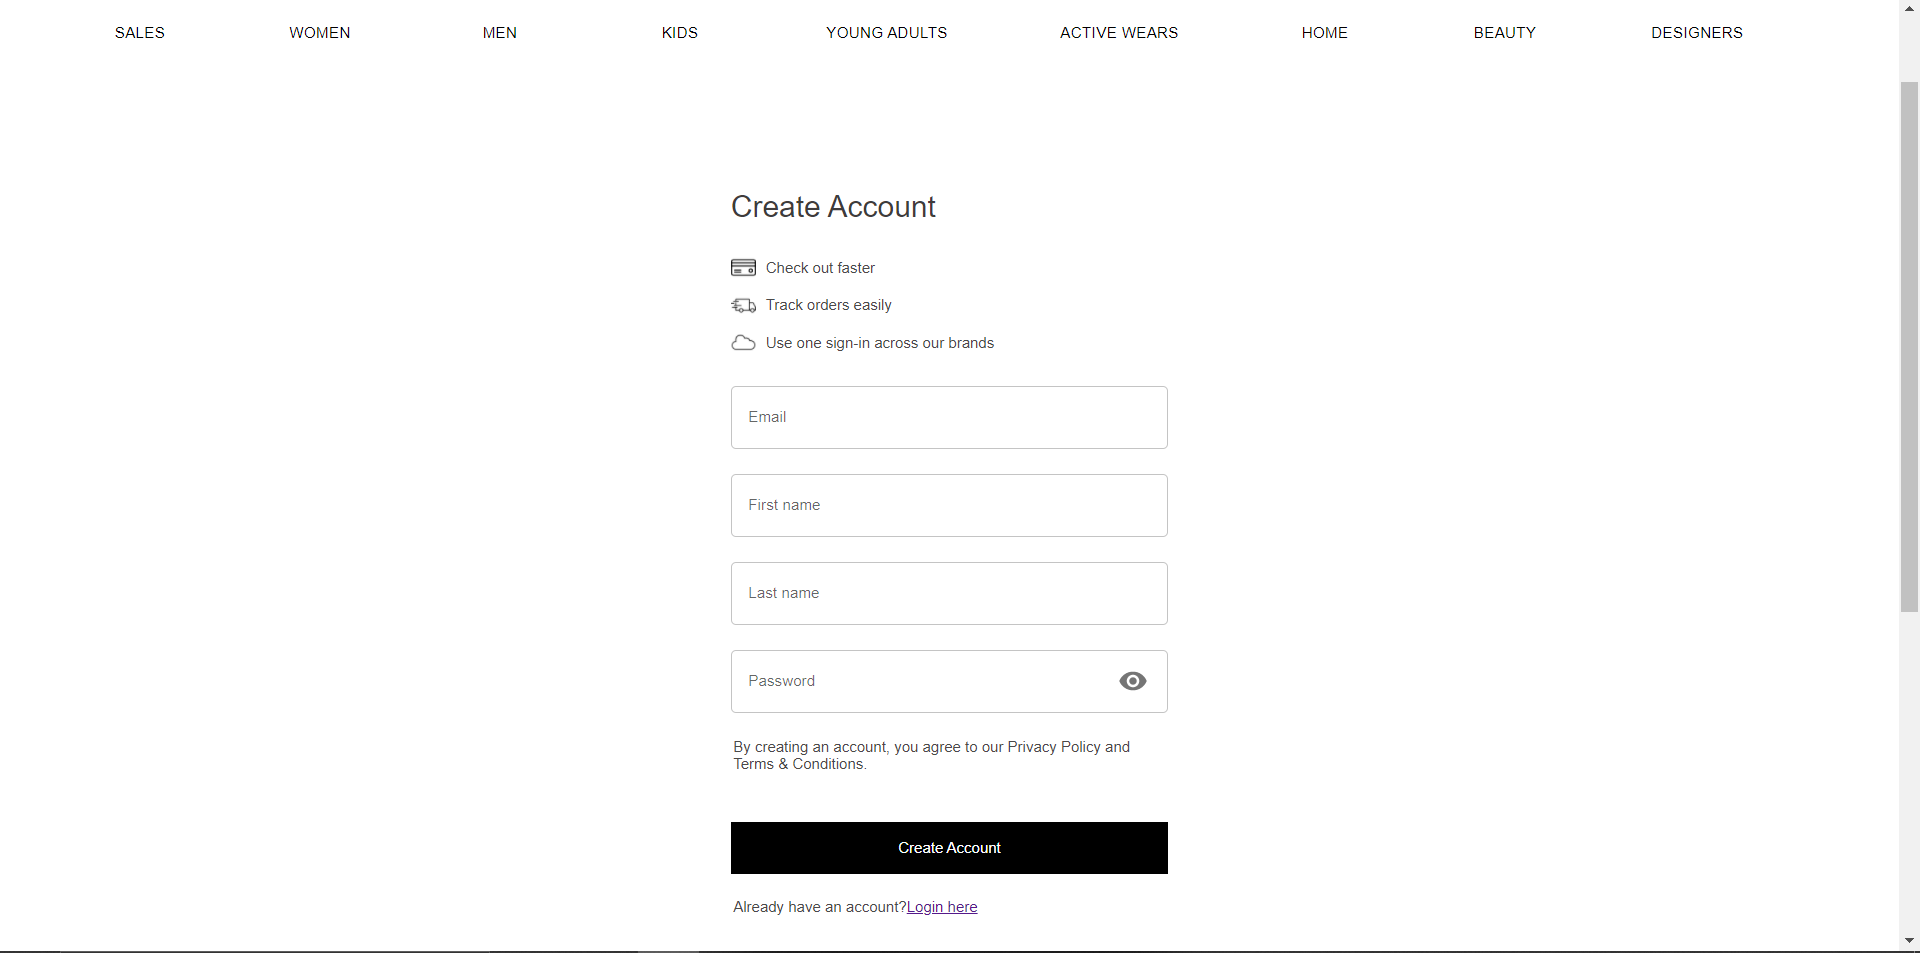 SALES WOMEN MEN KIDS YOUNG ADULTS ACTIVE WEARS HOME BEAUTY DESIGNERS
Create Account
Check out faster
Track orders easily
Use one sign-in across our brands
Email
First name
Last name
Password
By creating an account, you agree to our Privacy Policy and
Terms & Conditions.
Create Account
Already have an account?Login here